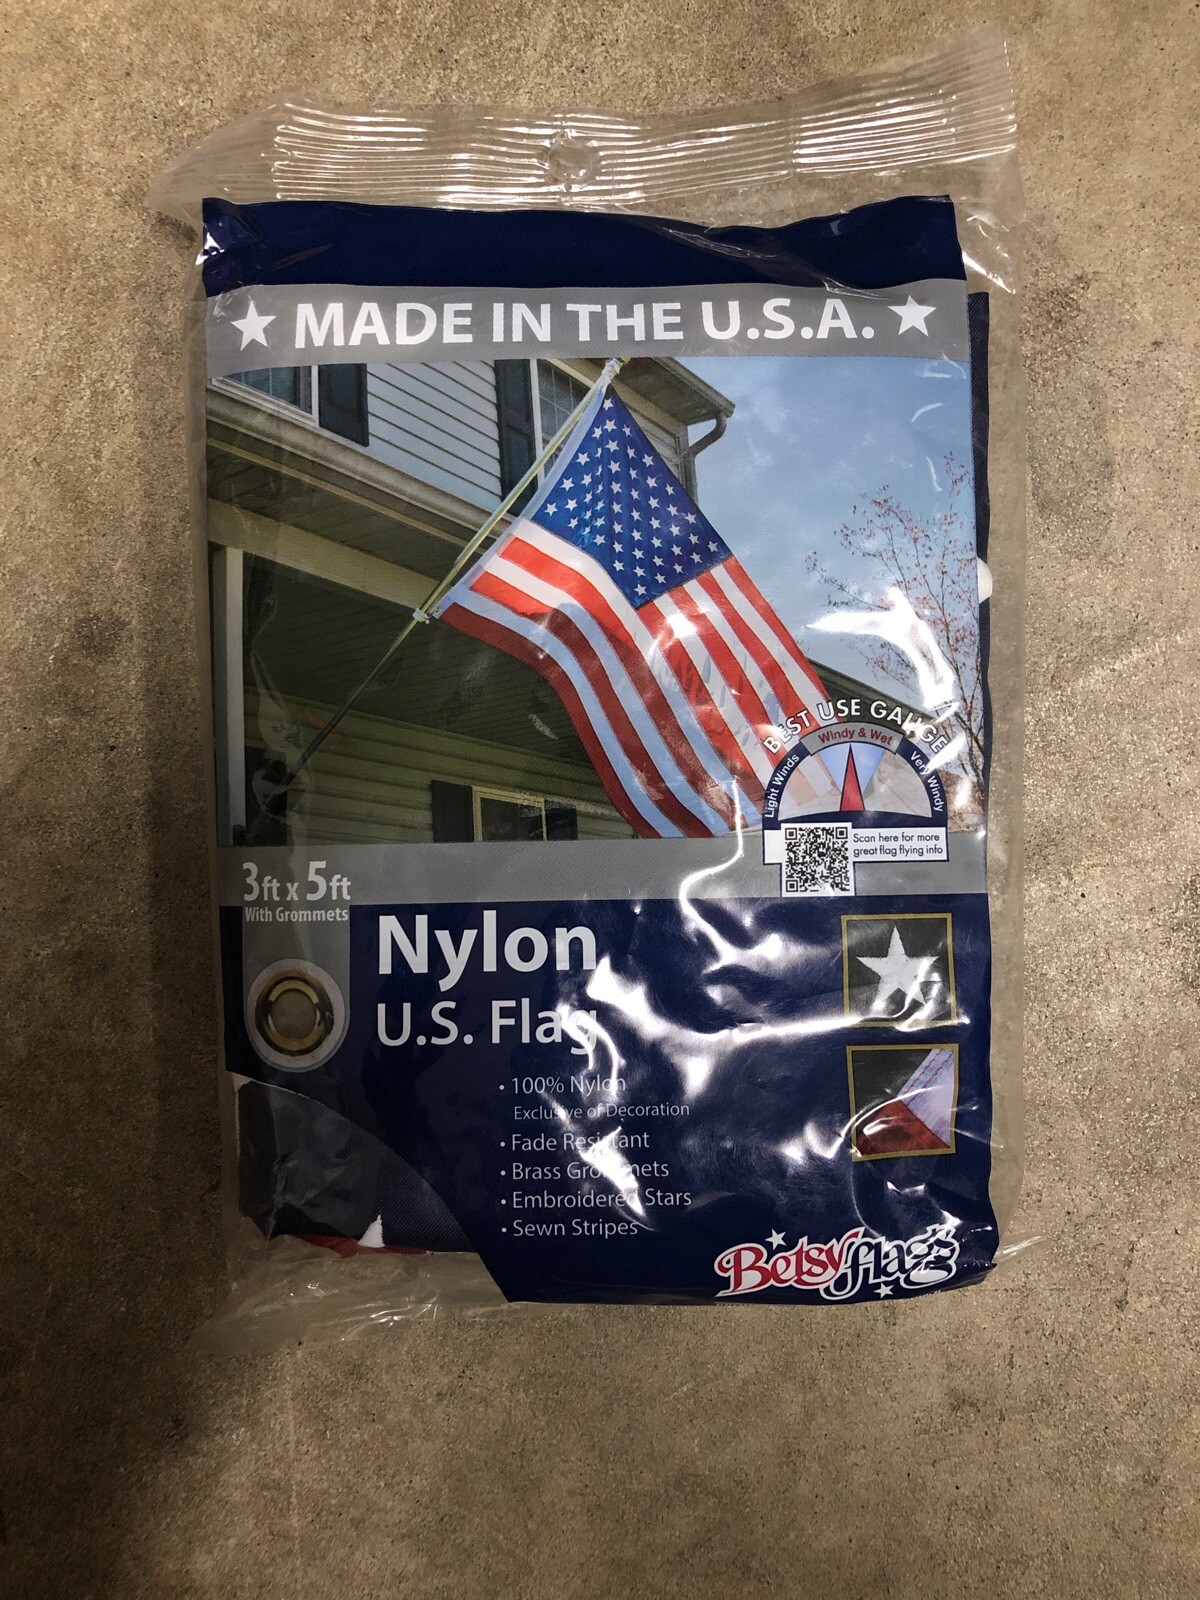 ★ MADE IN THE U.S.A. ★
BEST USE GAUGE
Light Winds
Windy & Wet
Very Windy
Scan here for more
great flag flying info
3ft x 5ft
With Grommets
Nylon
U.S. Flag
• 100% Nylon
Exclusive of Decoration
• Fade Resistant
• Brass Grommets
• Embroidered Stars
• Sewn Stripes
Betsy flags